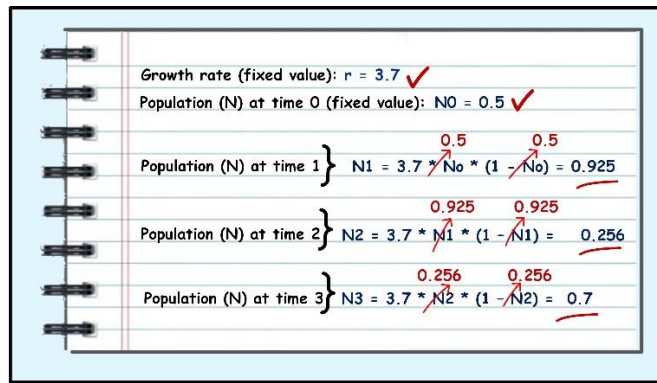 Growth rate (fixed value): r = 3.7
Population (N) at time 0 (fixed value): N0 = 0.5
0.5 0.5
Population (N) at time 1 } N1 = 3.7 * No * (1 - No) = 0.925
0.925 0.925
Population (N) at time 2 } N2 = 3.7 * N1 * (1 - N1) = 0.256
0.256 0.256
Population (N) at time 3 } N3 = 3.7 * N2 * (1 - N2) = 0.7